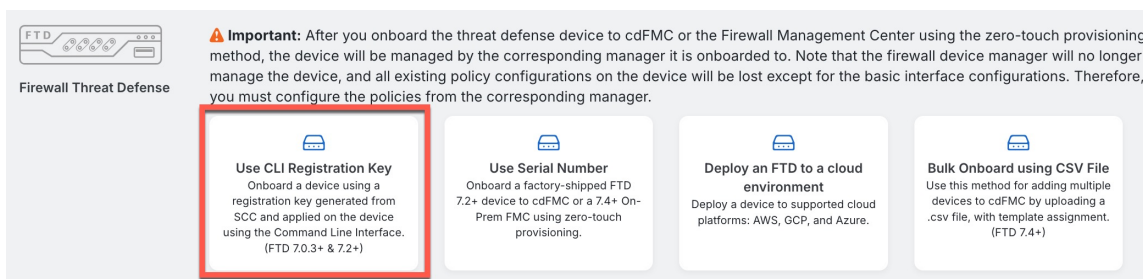 FTD
Firewall Threat Defense
Important: After you onboard the threat defense device to cdFMC or the Firewall Management Center using the zero-touch provisioning
method, the device will be managed by the corresponding manager it is onboarded to. Note that the firewall device manager will no longer
manage the device, and all existing policy configurations on the device will be lost except for the basic interface configurations. Therefore,
you must configure the policies from the corresponding manager.
Use CLI Registration Key
Onboard a device using a
registration key generated from
SCC and applied on the device
using the Command Line Interface.
(FTD 7.0.3+ & 7.2+)
Use Serial Number
Onboard a factory-shipped FTD
7.2+ device to cdFMC or a 7.4+ On-
Prem FMC using zero-touch
provisioning.
Deploy an FTD to a cloud
environment
Deploy a device to supported cloud
platforms: AWS, GCP, and Azure.
Bulk Onboard using CSV File
Use this method for adding multiple
devices to cdFMC by uploading a
.csv file, with template assignment.
(FTD 7.4+)